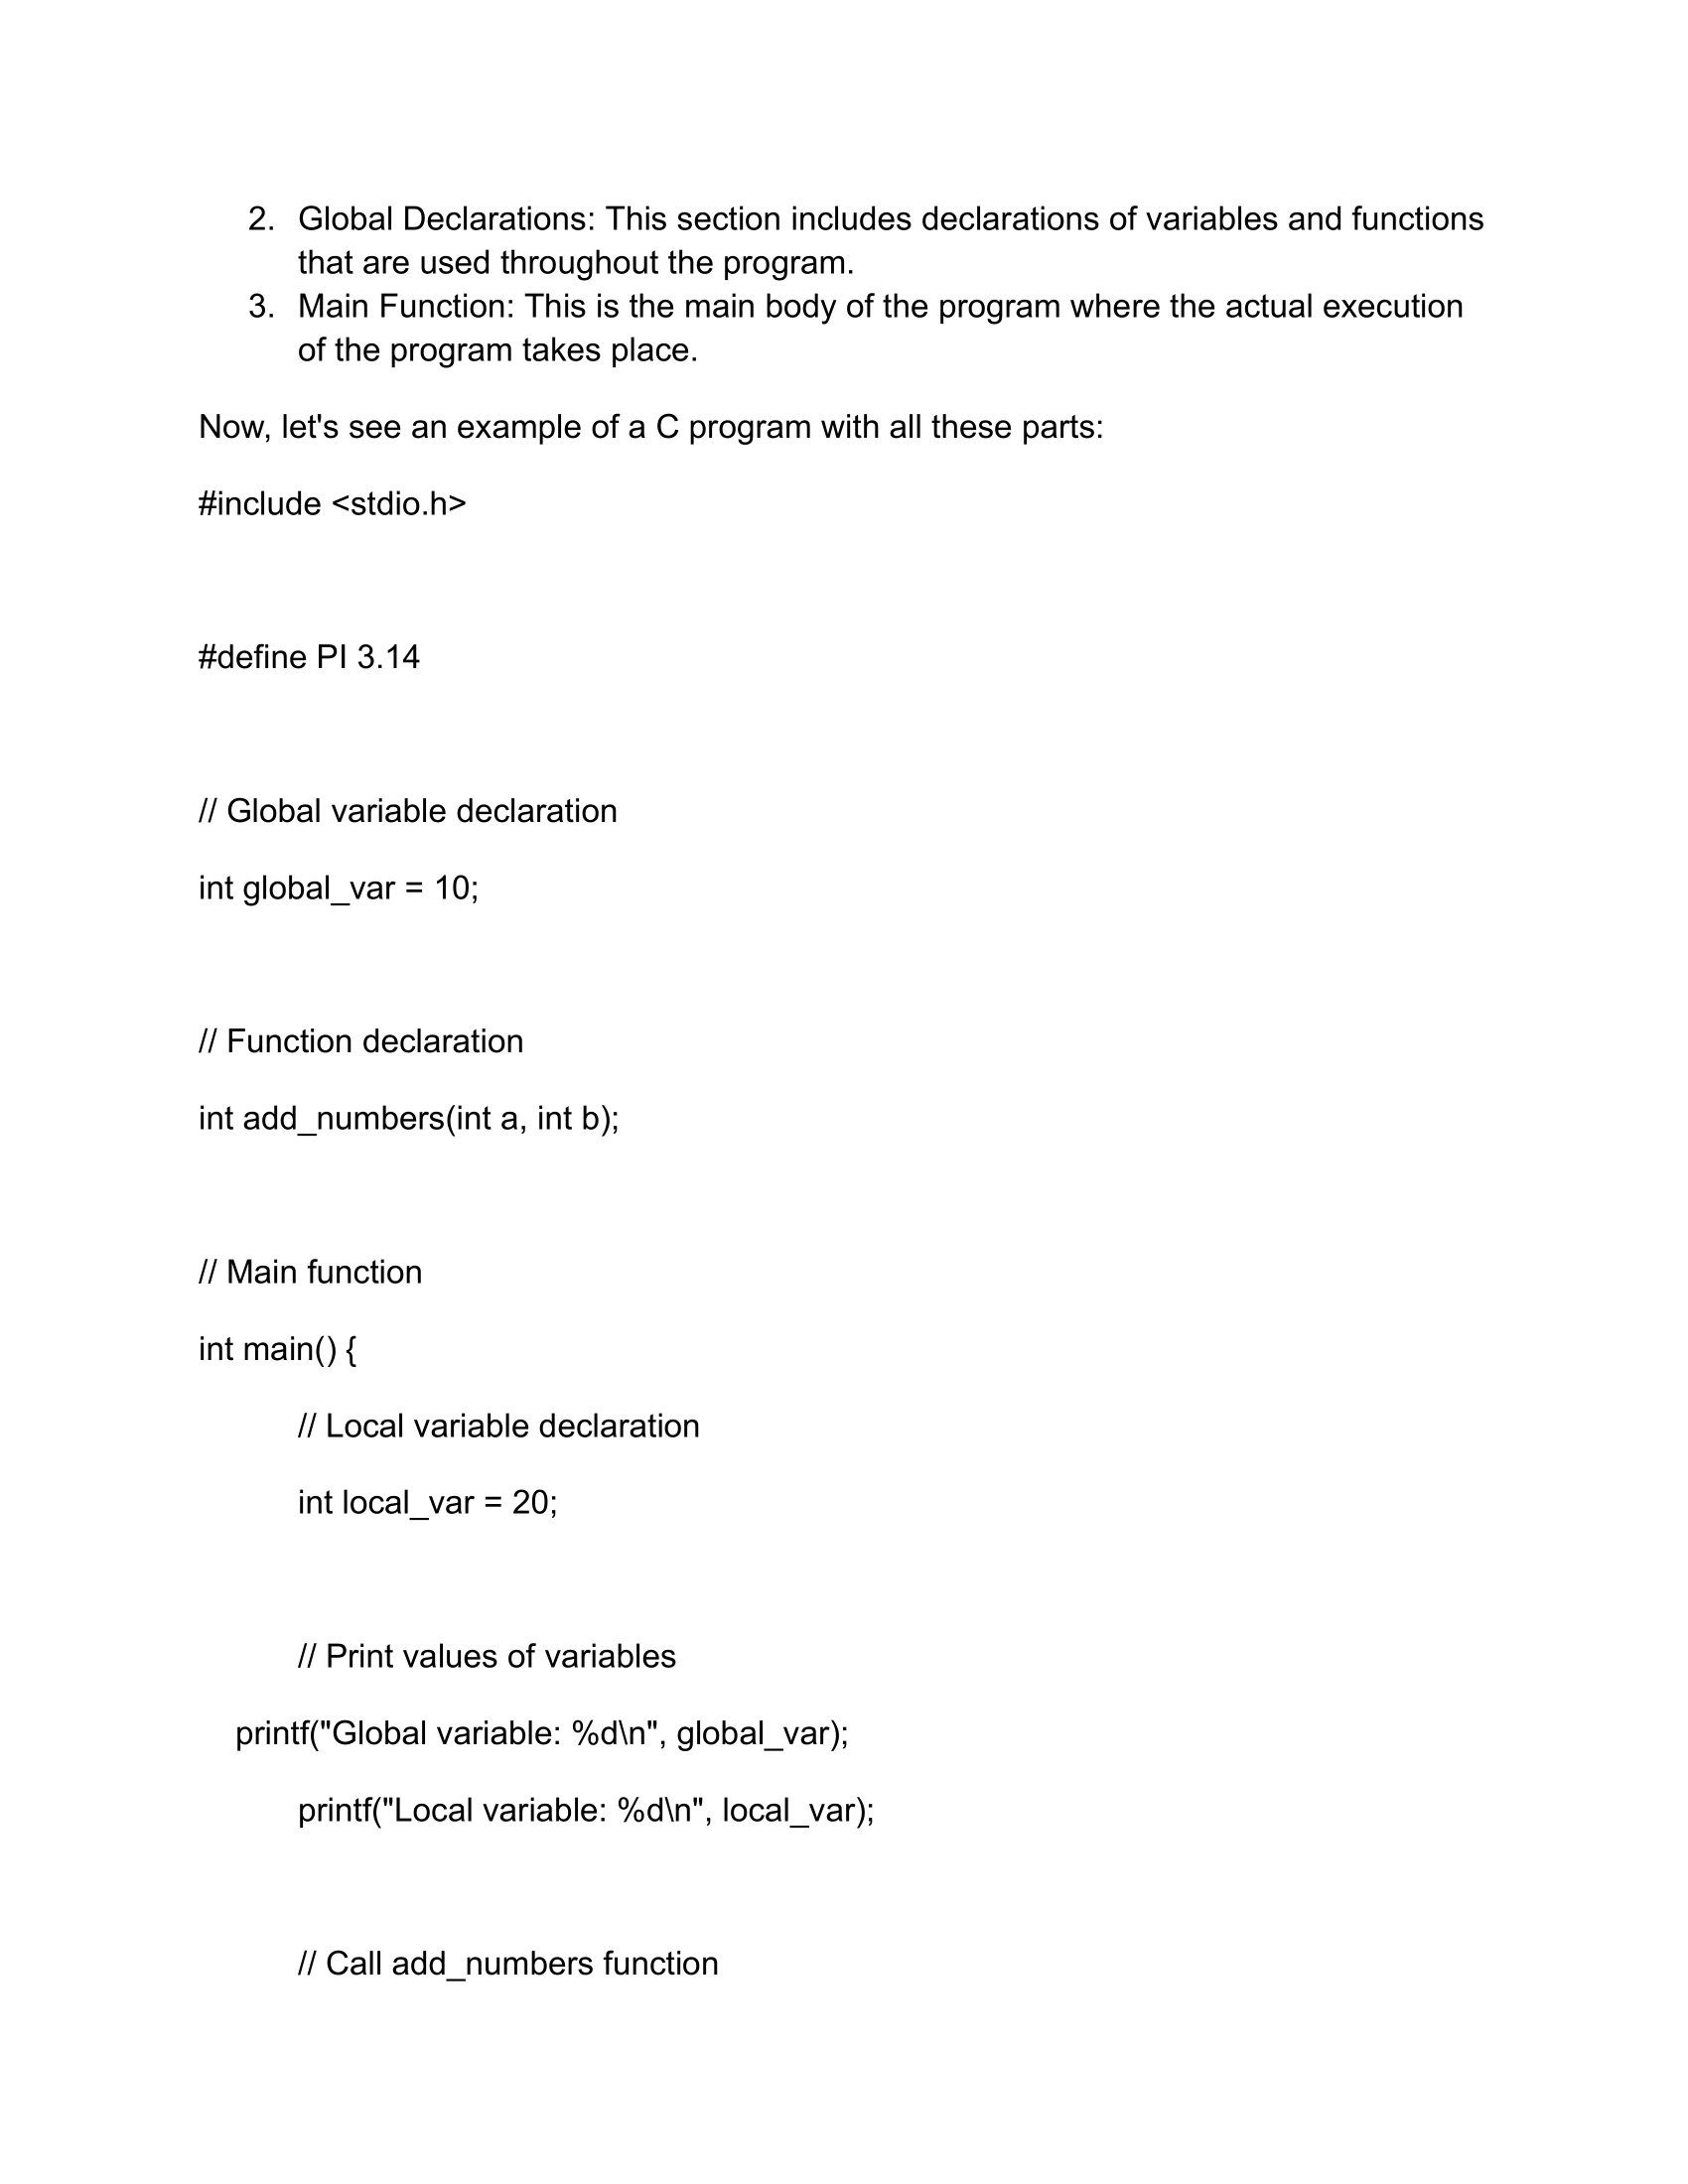 2. Global Declarations: This section includes declarations of variables and functions
that are used throughout the program.
3. Main Function: This is the main body of the program where the actual execution
of the program takes place.
Now, let's see an example of a C program with all these parts:
#include <stdio.h>
#define PI 3.14
// Global variable declaration
int global_var = 10;
// Function declaration
int add_numbers(int a, int b);
// Main function
int main() {
// Local variable declaration
int local_var = 20;
// Print values of variables
printf("Global variable: %d\n", global_var);
printf("Local variable: %d\n", local_var);
// Call add_numbers function